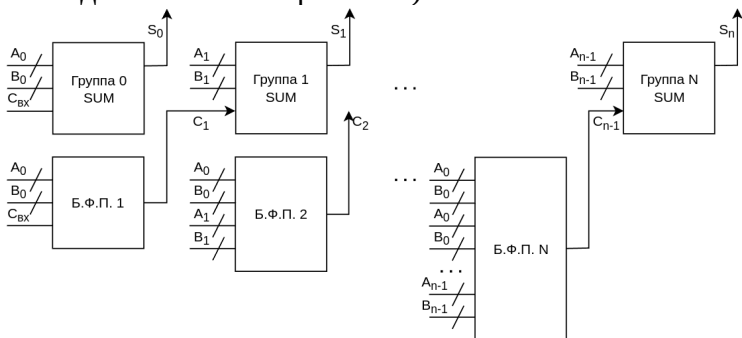 S0
S1
Sn
A0
B0
Cвх
Группа 0
SUM
A1
B1
Группа 1
SUM
...
An-1
Bn-1
Группа N
SUM
C1
C2
Cn-1
A0
B0
Cвх
Б.Ф.П. 1
A0
B0
A1
B1
Б.Ф.П. 2
...
A0
B0
A0
B0
...
An-1
Bn-1
Б.Ф.П. N